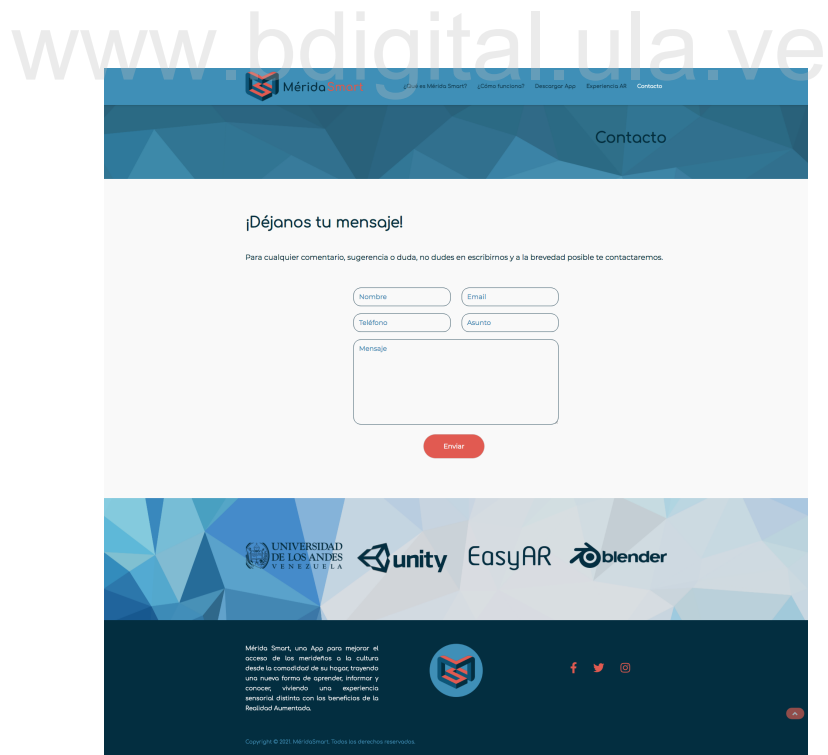 www.bdigital.ula.ve
Mérida Smart
¿Qué es Mérida Smart? ¿Cómo funciona? Descargar App Experiencia AR Contacto
Contacto
¡Déjanos tu mensaje!
Para cualquier comentario, sugerencia o duda, no dudes en escribirnos y a la brevedad posible te contactaremos.
Nombre Email
Teléfono Asunto
Mensaje
Enviar
UNIVERSIDAD
DE LOS ANDES
VENEZUELA
unity
EasyAR
blender
Mérida Smart, una App para mejorar el
acceso de los merideños a la cultura
desde la comodidad de su hogar, trayendo
una nueva forma de aprender, informar y
conocer, viviendo una experiencia
sensorial distinta con los beneficios de la
Realidad Aumentada.
Copyright © 2021. MéridaSmart. Todos los derechos reservados.